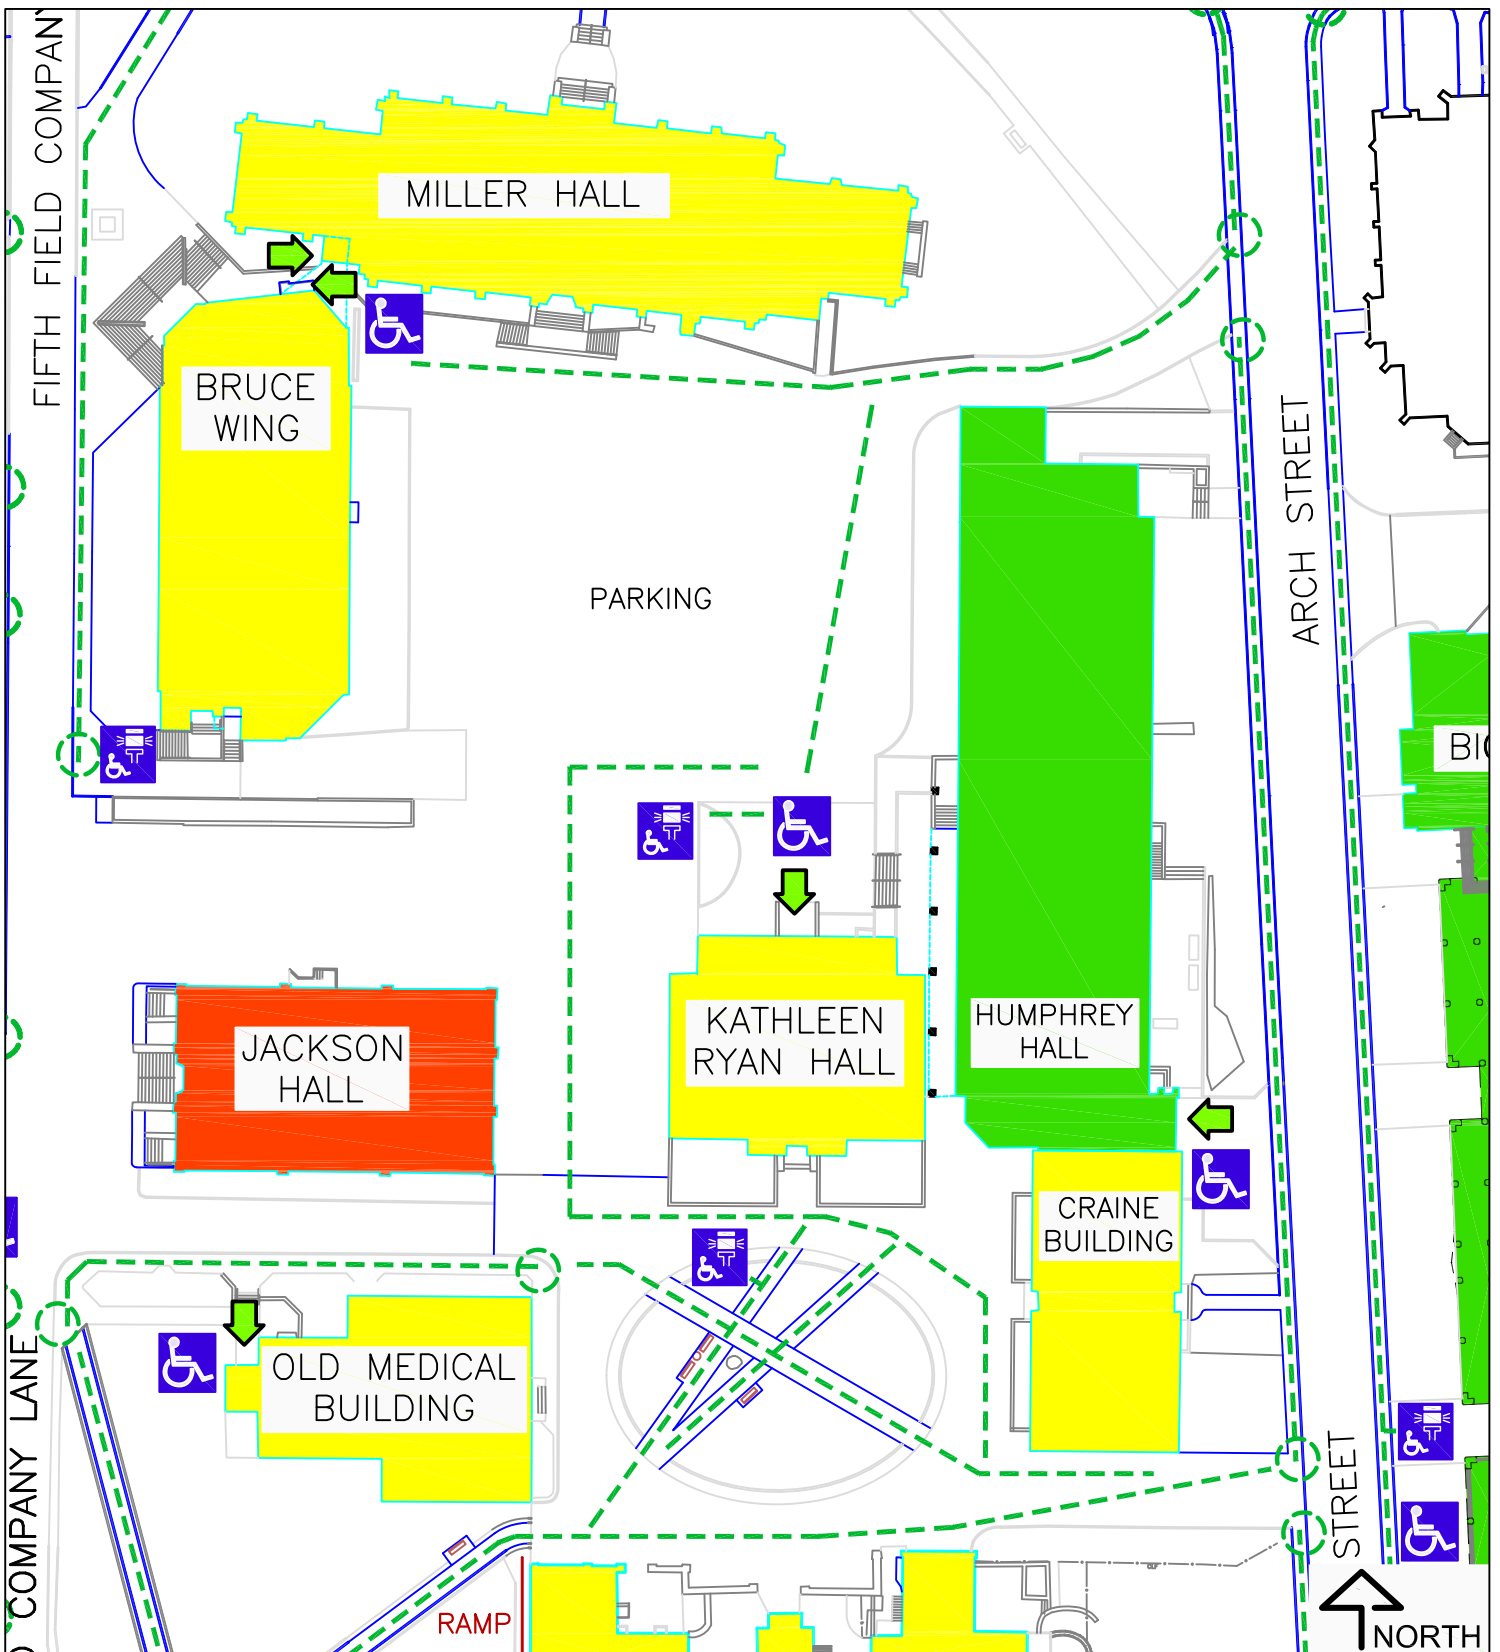 FIFTH FIELD COMPANY
MILLER HALL
BRUCE
WING
ARCH STREET
PARKING
HUMPHREY
HALL
KATHLEEN
RYAN HALL
JACKSON
HALL
CRAINE
BUILDING
OLD MEDICAL
BUILDING
COMPANY LANE
STREET
RAMP
NORTH